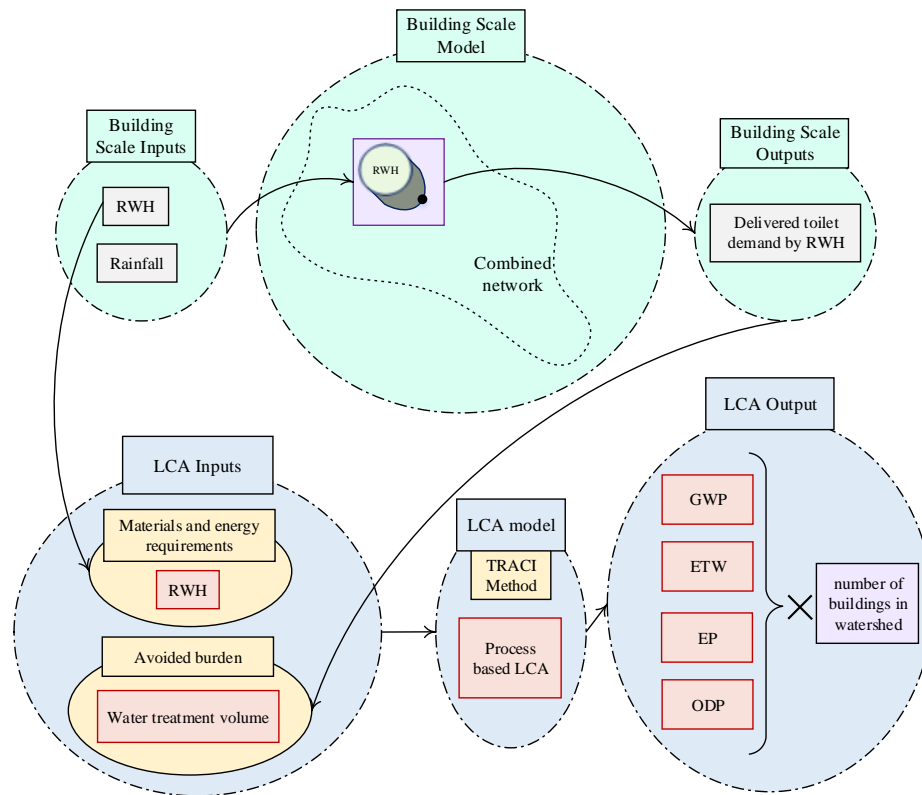 Building Scale
Model
Building
Scale Inputs
RWH
Rainfall
RWH
Combined
network
Building Scale
Outputs
Delivered toilet
demand by RWH
LCA Inputs
Materials and energy
requirements
RWH
Avoided burden
Water treatment volume
LCA model
TRACI
Method
Process
based LCA
LCA Output
GWP
ETW
EP
ODP
number of
buildings in
watershed